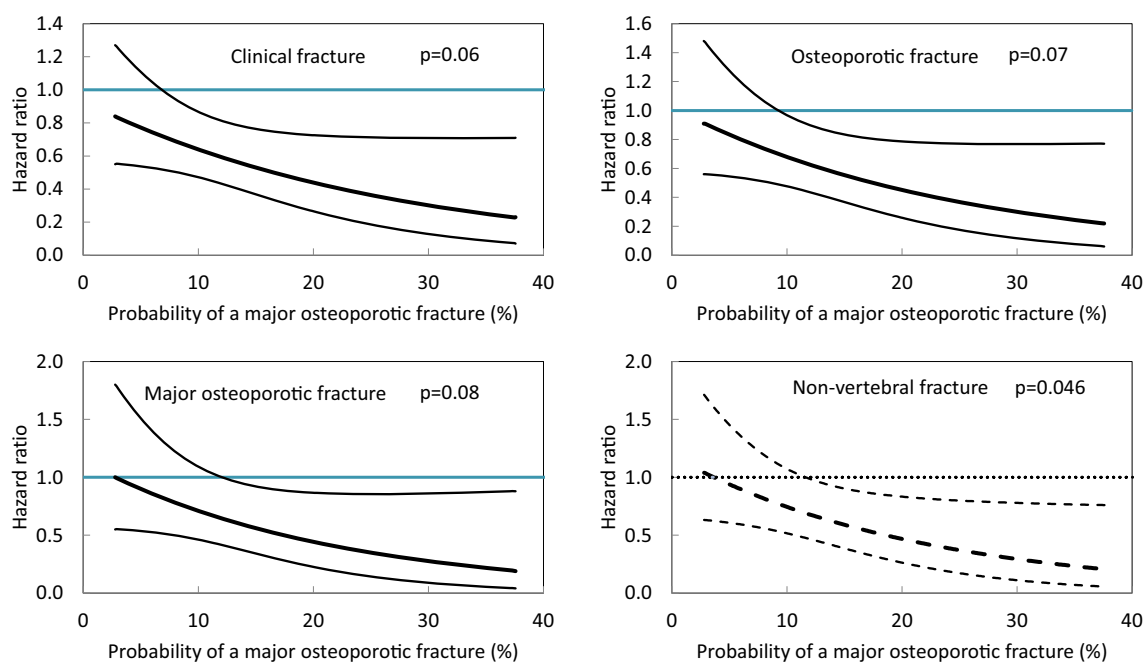 Clinical fracture p=0.06
Hazard ratio
1.4
1.2
1.0
0.8
0.6
0.4
0.2
0.0
0 10 20 30 40
Probability of a major osteoporotic fracture (%)
Osteoporotic fracture p=0.07
Hazard ratio
1.6
1.4
1.2
1.0
0.8
0.6
0.4
0.2
0.0
0 10 20 30 40
Probability of a major osteoporotic fracture (%)
Major osteoporotic fracture p=0.08
Hazard ratio
2.0
1.5
1.0
0.5
0.0
0 10 20 30 40
Probability of a major osteoporotic fracture (%)
Non-vertebral fracture p=0.046
Hazard ratio
2.0
1.5
1.0
0.5
0.0
0 10 20 30 40
Probability of a major osteoporotic fracture (%)